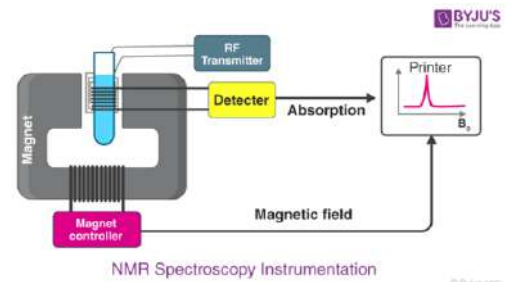 BYJU'S
The Learning App
RF
Transmitter
Printer
Detecter
Absorption
B₀
Magnet
Magnetic field
Magnet
controller
NMR Spectroscopy Instrumentation